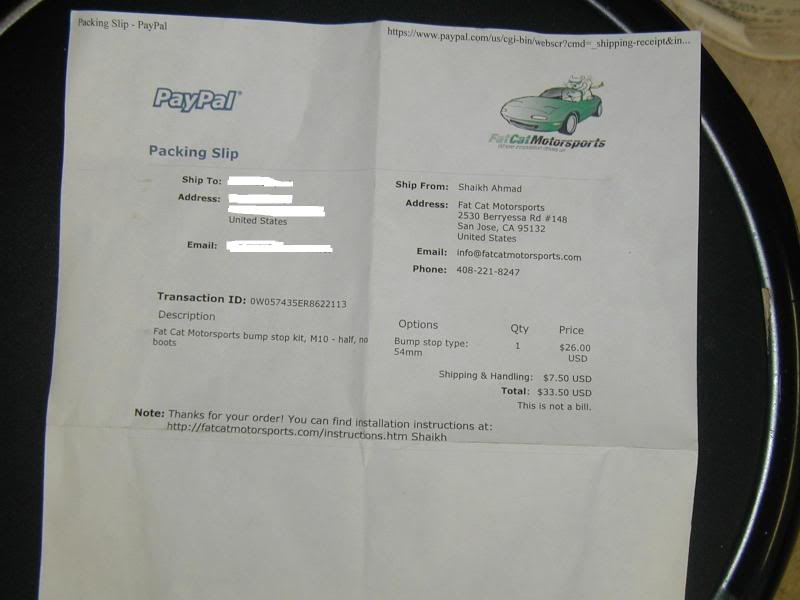 Packing Slip - PayPal
https://www.paypal.com/us/cgi-bin/webscr?cmd=_shipping-receipt&in...
PayPal®
FatCatMotorsports
Where innovation drives us
Packing Slip
Ship To:
Address:
United States
Email:
Ship From: Shaikh Ahmad
Address: Fat Cat Motorsports
2530 Berryessa Rd #148
San Jose, CA 95132
United States
Email: info@fatcatmotorsports.com
Phone: 408-221-8247
Transaction ID: 0W057435ER8622113
Description Options Qty Price
Fat Cat Motorsports bump stop kit, M10 - half, no Bump stop type: 1 $26.00
boots 54mm USD
Shipping & Handling: $7.50 USD
Total: $33.50 USD
This is not a bill.
Note: Thanks for your order! You can find installation instructions at:
http://fatcatmotorsports.com/instructions.htm Shaikh